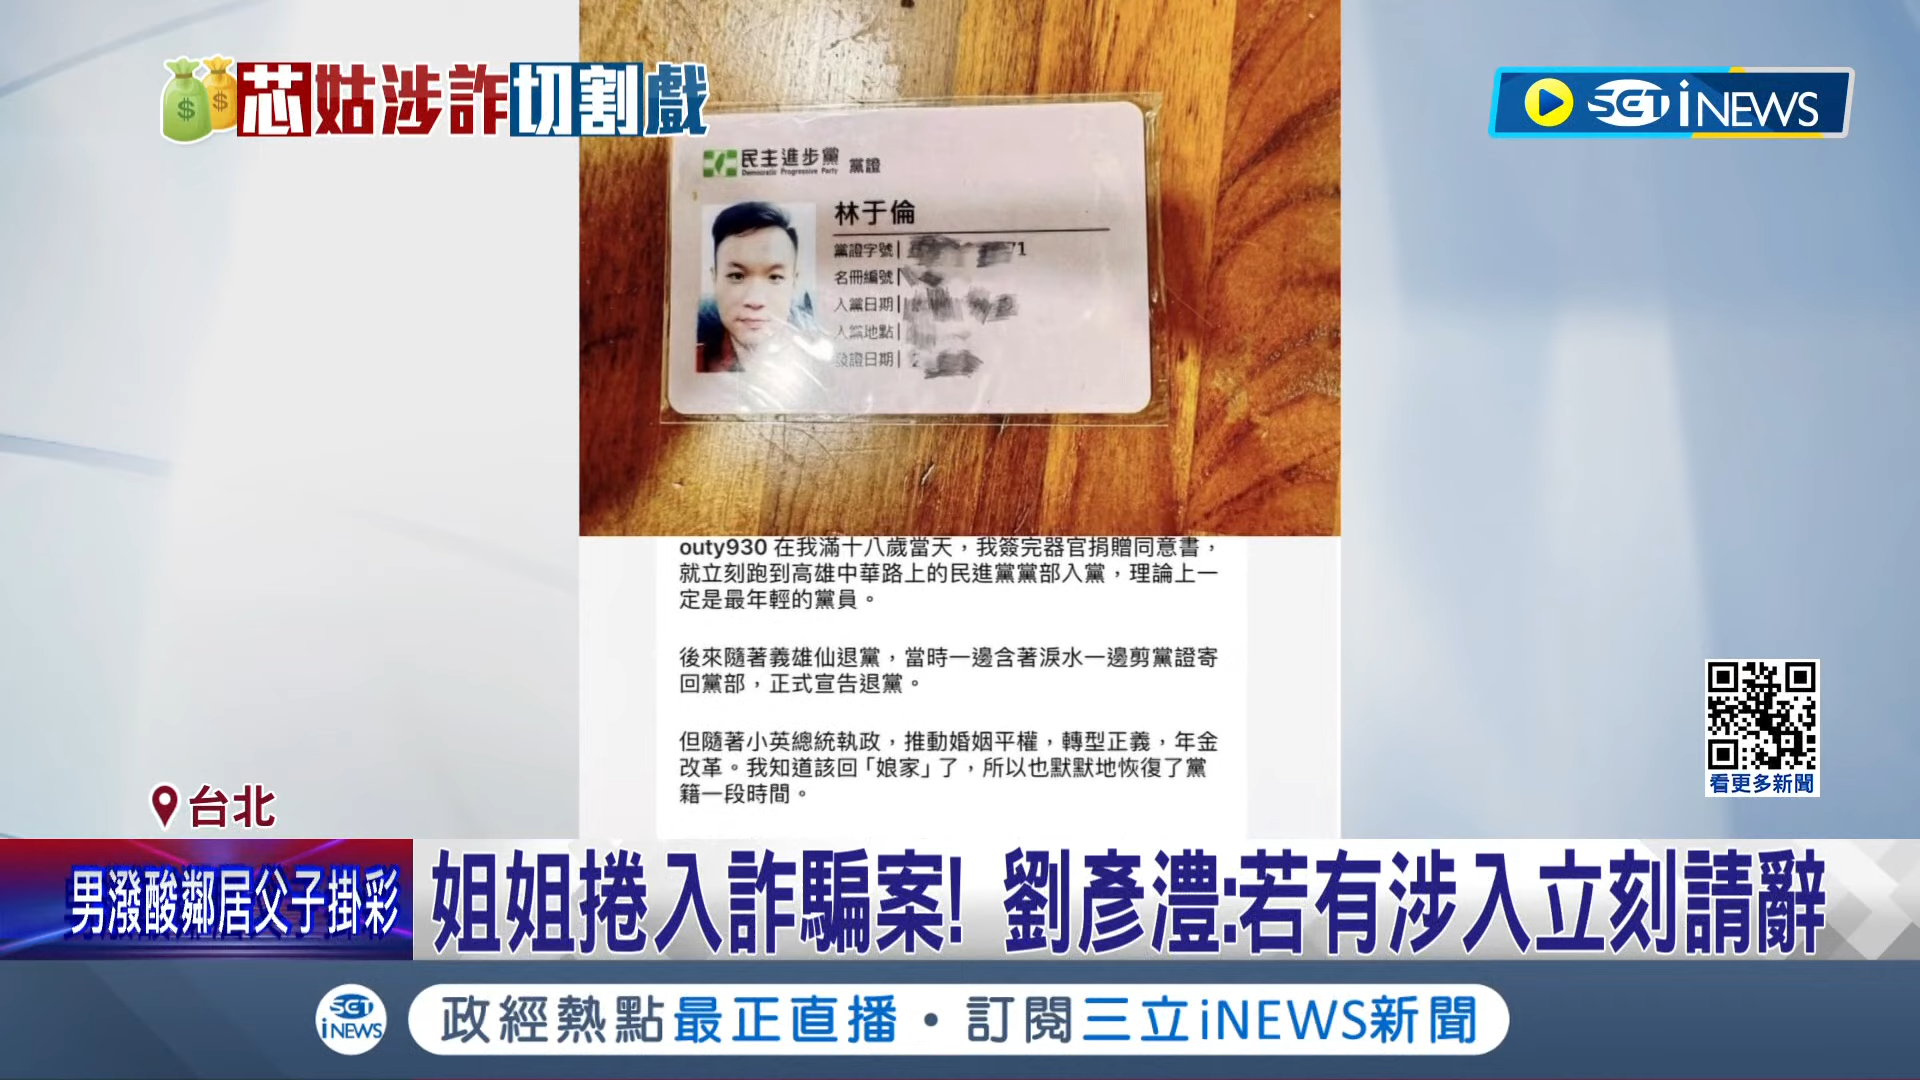 芯姑涉詐切割戲
SET iNEWS
民主進步黨 黨證
Democratic Progressive Party
林于倫
黨證字號 71
名冊編號
入黨日期
入黨地點
發證日期 2
outy930 在我滿十八歲當天，我簽完器官捐贈同意書，
就立刻跑到高雄中華路上的民進黨黨部入黨，理論上一
定是最年輕的黨員。
後來隨著義雄仙退黨，當時一邊含著淚水一邊剪黨證寄
回黨部，正式宣告退黨。
但隨著小英總統執政，推動婚姻平權，轉型正義，年金
改革。我知道該回「娘家」了，所以也默默地恢復了黨
籍一段時間。
看更多新聞
台北
男潑酸鄰居父子掛彩
姐姐捲入詐騙案! 劉彥澧:若有涉入立刻請辭
SET iNEWS
政經熱點最正直播・訂閱三立iNEWS新聞